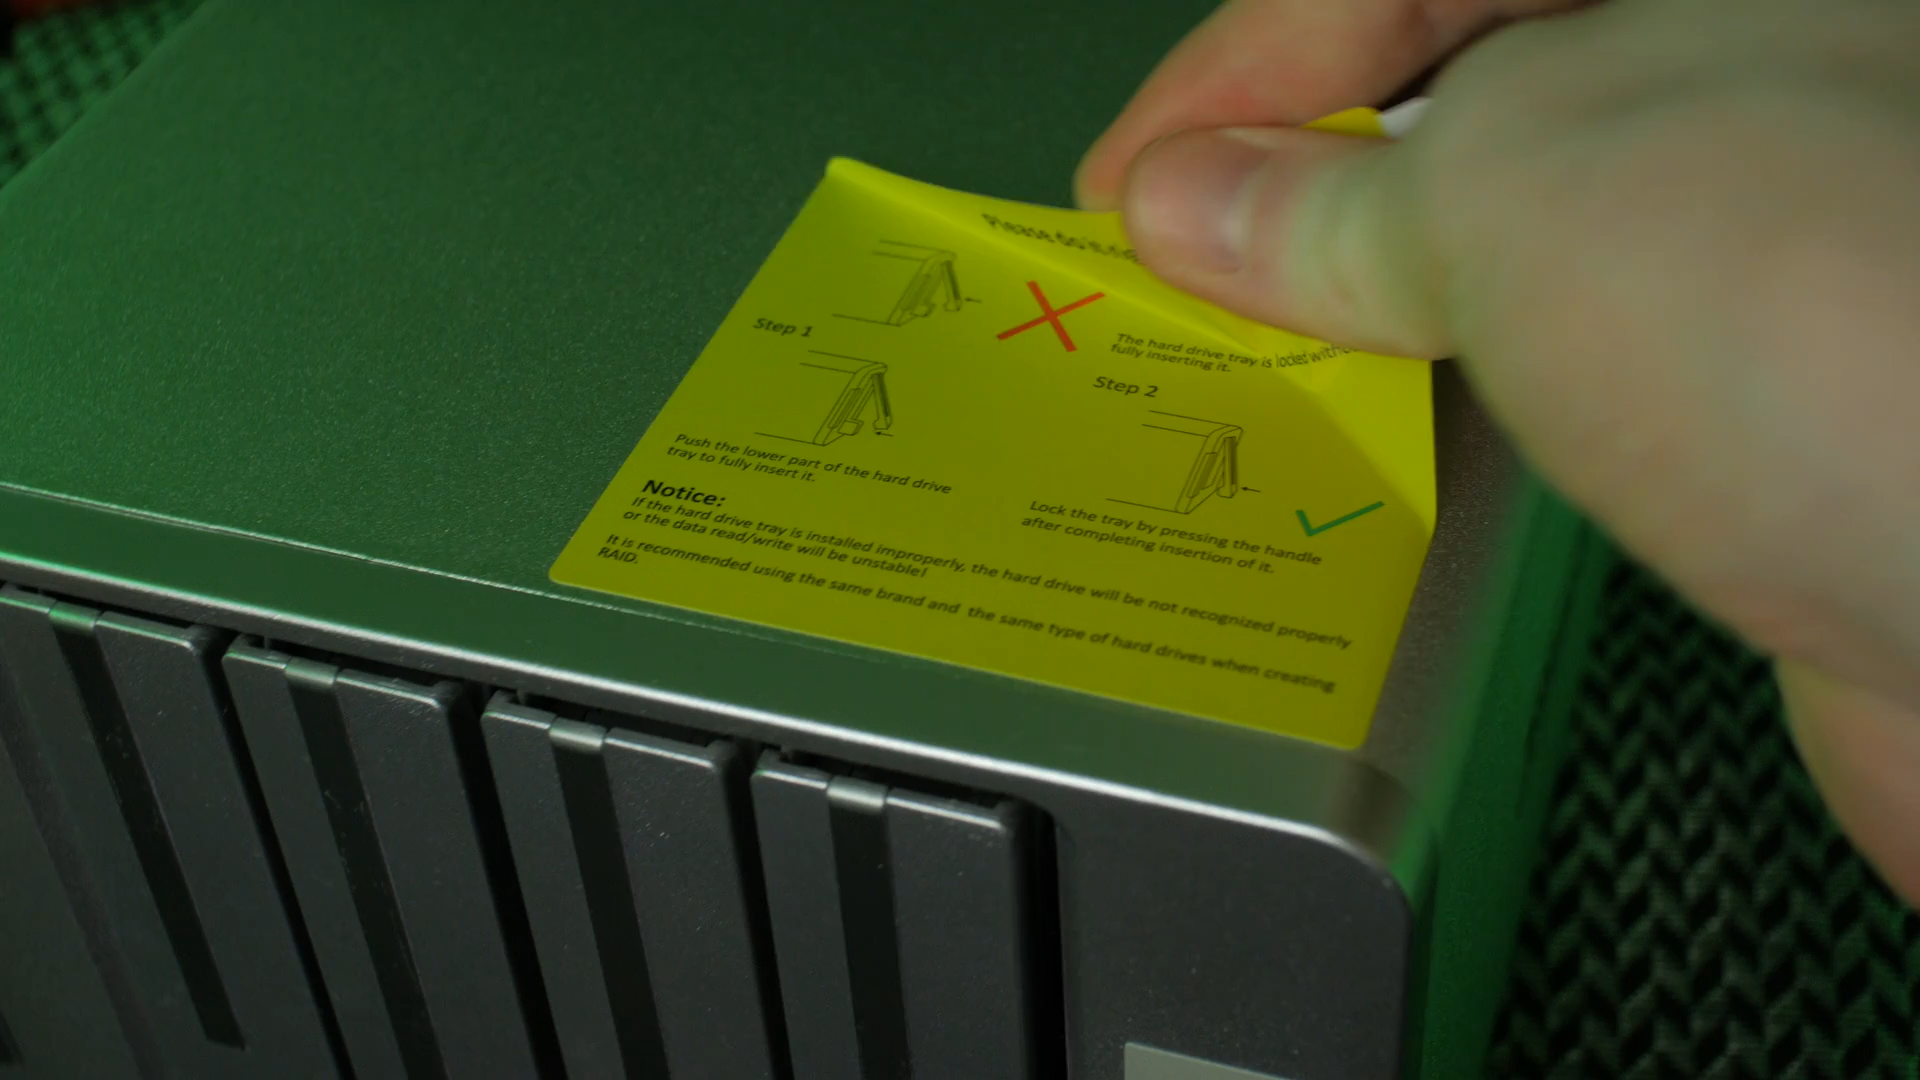 Please do it
Step 1
The hard drive tray is locked
fully inserting it.
Step 2
Push the lower part of the hard drive
tray to fully insert it.
Lock the tray by pressing the handle
after completing insertion of it.
Notice:
If the hard drive tray is installed improperly, the hard drive will be not recognized properly
or the data read/write will be unstable!
It is recommended using the same brand and the same type of hard drives when creating
RAID.